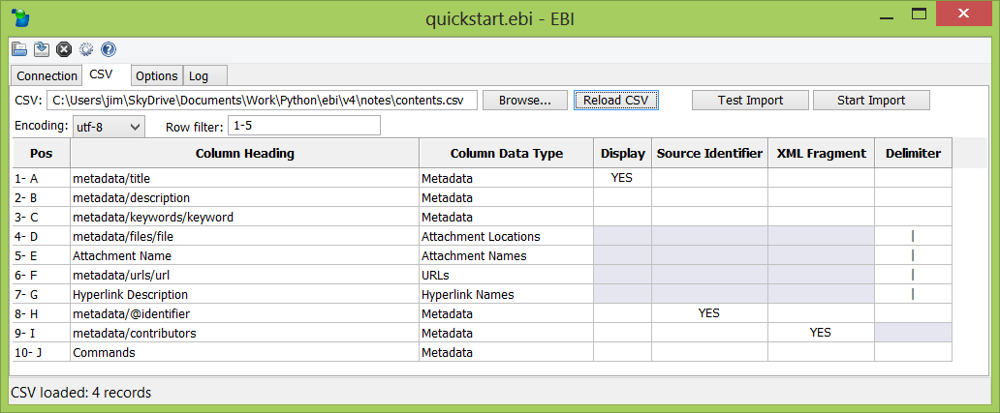 quickstart.ebi - EBI
Connection CSV Options Log
CSV: C:\Users\jim\SkyDrive\Documents\Work\Python\ebi\v4\notes\contents.csv Browse... Reload CSV Test Import Start Import
Encoding: utf-8 Row filter: 1-5
Pos Column Heading Column Data Type Display Source Identifier XML Fragment Delimiter
1- A metadata/title Metadata YES
2- B metadata/description Metadata
3- C metadata/keywords/keyword Metadata
4- D metadata/files/file Attachment Locations |
5- E Attachment Name Attachment Names |
6- F metadata/urls/url URLs |
7- G Hyperlink Description Hyperlink Names |
8- H metadata/@identifier Metadata YES
9- I metadata/contributors Metadata YES
10- J Commands Metadata
CSV loaded: 4 records